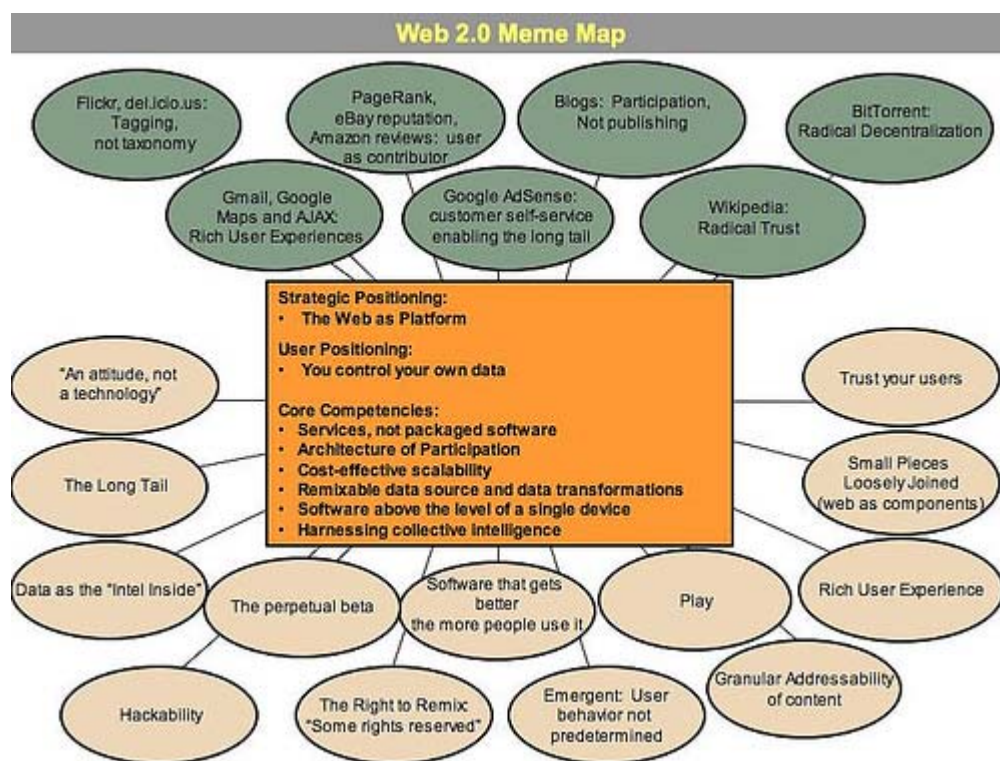 Web 2.0 Meme Map
Flickr, del.icio.us:
Tagging,
not taxonomy
PageRank,
eBay reputation,
Amazon reviews: user
as contributor
Blogs: Participation,
Not publishing
BitTorrent:
Radical Decentralization
Gmail, Google
Maps and AJAX:
Rich User Experiences
Google AdSense:
customer self-service
enabling the long tail
Wikipedia:
Radical Trust
Strategic Positioning:
• The Web as Platform
User Positioning:
• You control your own data
Core Competencies:
• Services, not packaged software
• Architecture of Participation
• Cost-effective scalability
• Remixable data source and data transformations
• Software above the level of a single device
• Harnessing collective intelligence
“An attitude, not
a technology”
The Long Tail
Data as the “Intel Inside”
Trust your users
Small Pieces
Loosely Joined
(web as components)
Rich User Experience
The perpetual beta
Software that gets
better
the more people use it
Play
Hackability
The Right to Remix:
“Some rights reserved”
Emergent: User
behavior not
predetermined
Granular Addressability
of content